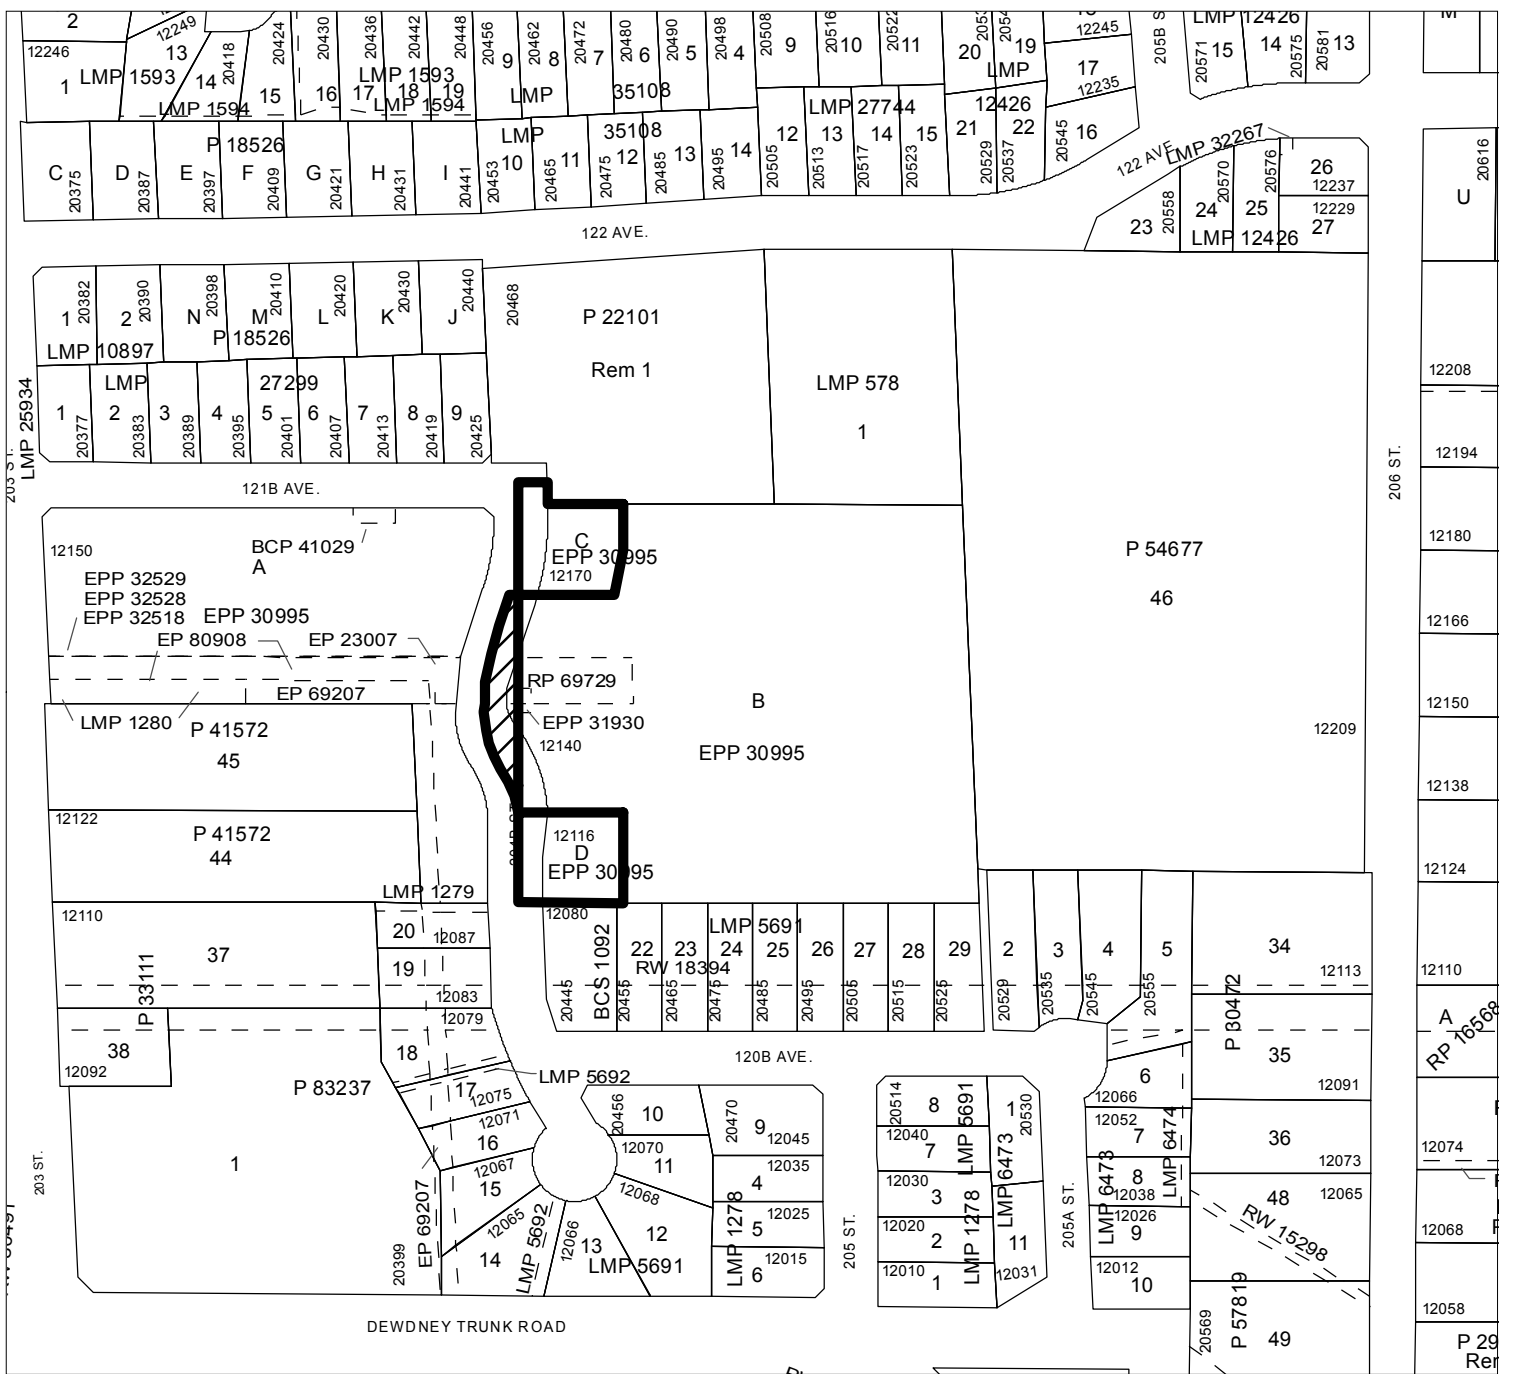 2
12249
20418
20424
20430
20436
20442
20448
20456
20462
20472
20480
20490
20498
20508
20516
12245
205B S
LMP 12426
20571
15
14
20575
20581
13
12246
1
LMP 1593
13
14
15
16
17
18
19
LMP 1593
LMP 1594
LMP 1594
9
8
7
6
5
4
LMP
35108
9
10
11
20
19
LMP
17
12235
LMP 27744
12426
P 18526
C
20375
D
20387
E
20397
F
20409
G
20421
H
20431
I
20441
LMP
35108
20453
10
20465
11
20475
12
20485
13
20495
14
20505
12
20513
13
20517
14
20523
15
20529
21
20537
22
20545
16
122 AVE.
LMP 32267
20576
26
12237
12229
27
23
20558
24
20570
25
LMP 12426
20616
U
122 AVE.
1
20382
2
20390
N
20398
M
20410
L
20420
K
20430
J
20440
LMP 10897
P 18526
20468
P 22101
Rem 1
LMP 578
1
12208
LMP 25934
LMP
27299
1
20377
2
20383
3
20389
4
20395
5
20401
6
20407
7
20413
8
20419
9
20425
12194
206 ST.
203 ST.
121B AVE.
12150
BCP 41029
A
EPP 32529
EPP 32528
EPP 32518
EPP 30995
EP 80908
EP 23007
EP 69207
LMP 1280
C
EPP 30995
12170
P 54677
46
12180
12166
RP 69729
EPP 31930
12140
B
EPP 30995
12209
12150
P 41572
45
12138
12122
P 41572
44
LMP 1279
12116
D
EPP 30995
12124
12110
37
P 33111
20
12087
19
12083
12080
BCS 1092
LMP 5691
RW 18394
22
23
24
25
26
27
28
29
20445
20455
20465
20475
20485
20495
20505
20515
20525
2
3
4
5
20529
20535
20545
20555
34
12113
P 30472
12110
A
RP 16568
12079
18
38
12092
120B AVE.
35
12091
P 83237
1
LMP 5692
17
12075
12071
16
12067
15
12065
14
EP 69207
20399
LMP 5692
12066
13
LMP 5691
12
12068
12070
11
20456
10
20470
9
12045
12035
4
12025
5
12015
6
LMP 1278
205 ST.
20514
8
12040
7
12030
3
12020
2
12010
1
LMP 5691
LMP 1278
1
20530
LMP 6473
11
12031
205A ST.
6
12066
12052
7
8
12038
12026
9
12012
10
LMP 6473
LMP 6474
36
12073
48
12065
RW 15298
P 57819
20569
49
12074
12068
12058
P 29
Rer
203 ST.
DEWDNEY TRUNK ROAD